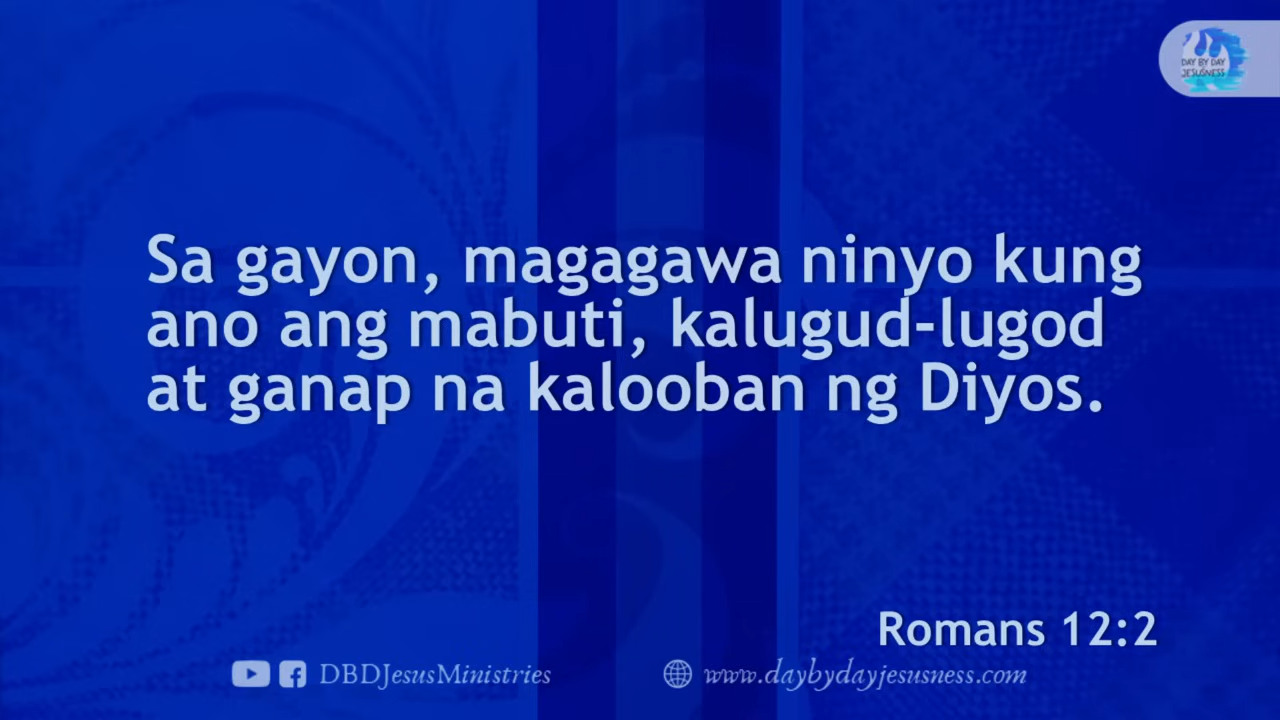 DAY BY DAY
JESUSNESS
Sa gayon, magagawa ninyo kung
ano ang mabuti, kalugud-lugod
at ganap na kalooban ng Diyos.
Romans 12:2
DBDJesusMinistries
www.daybydayjesusness.com